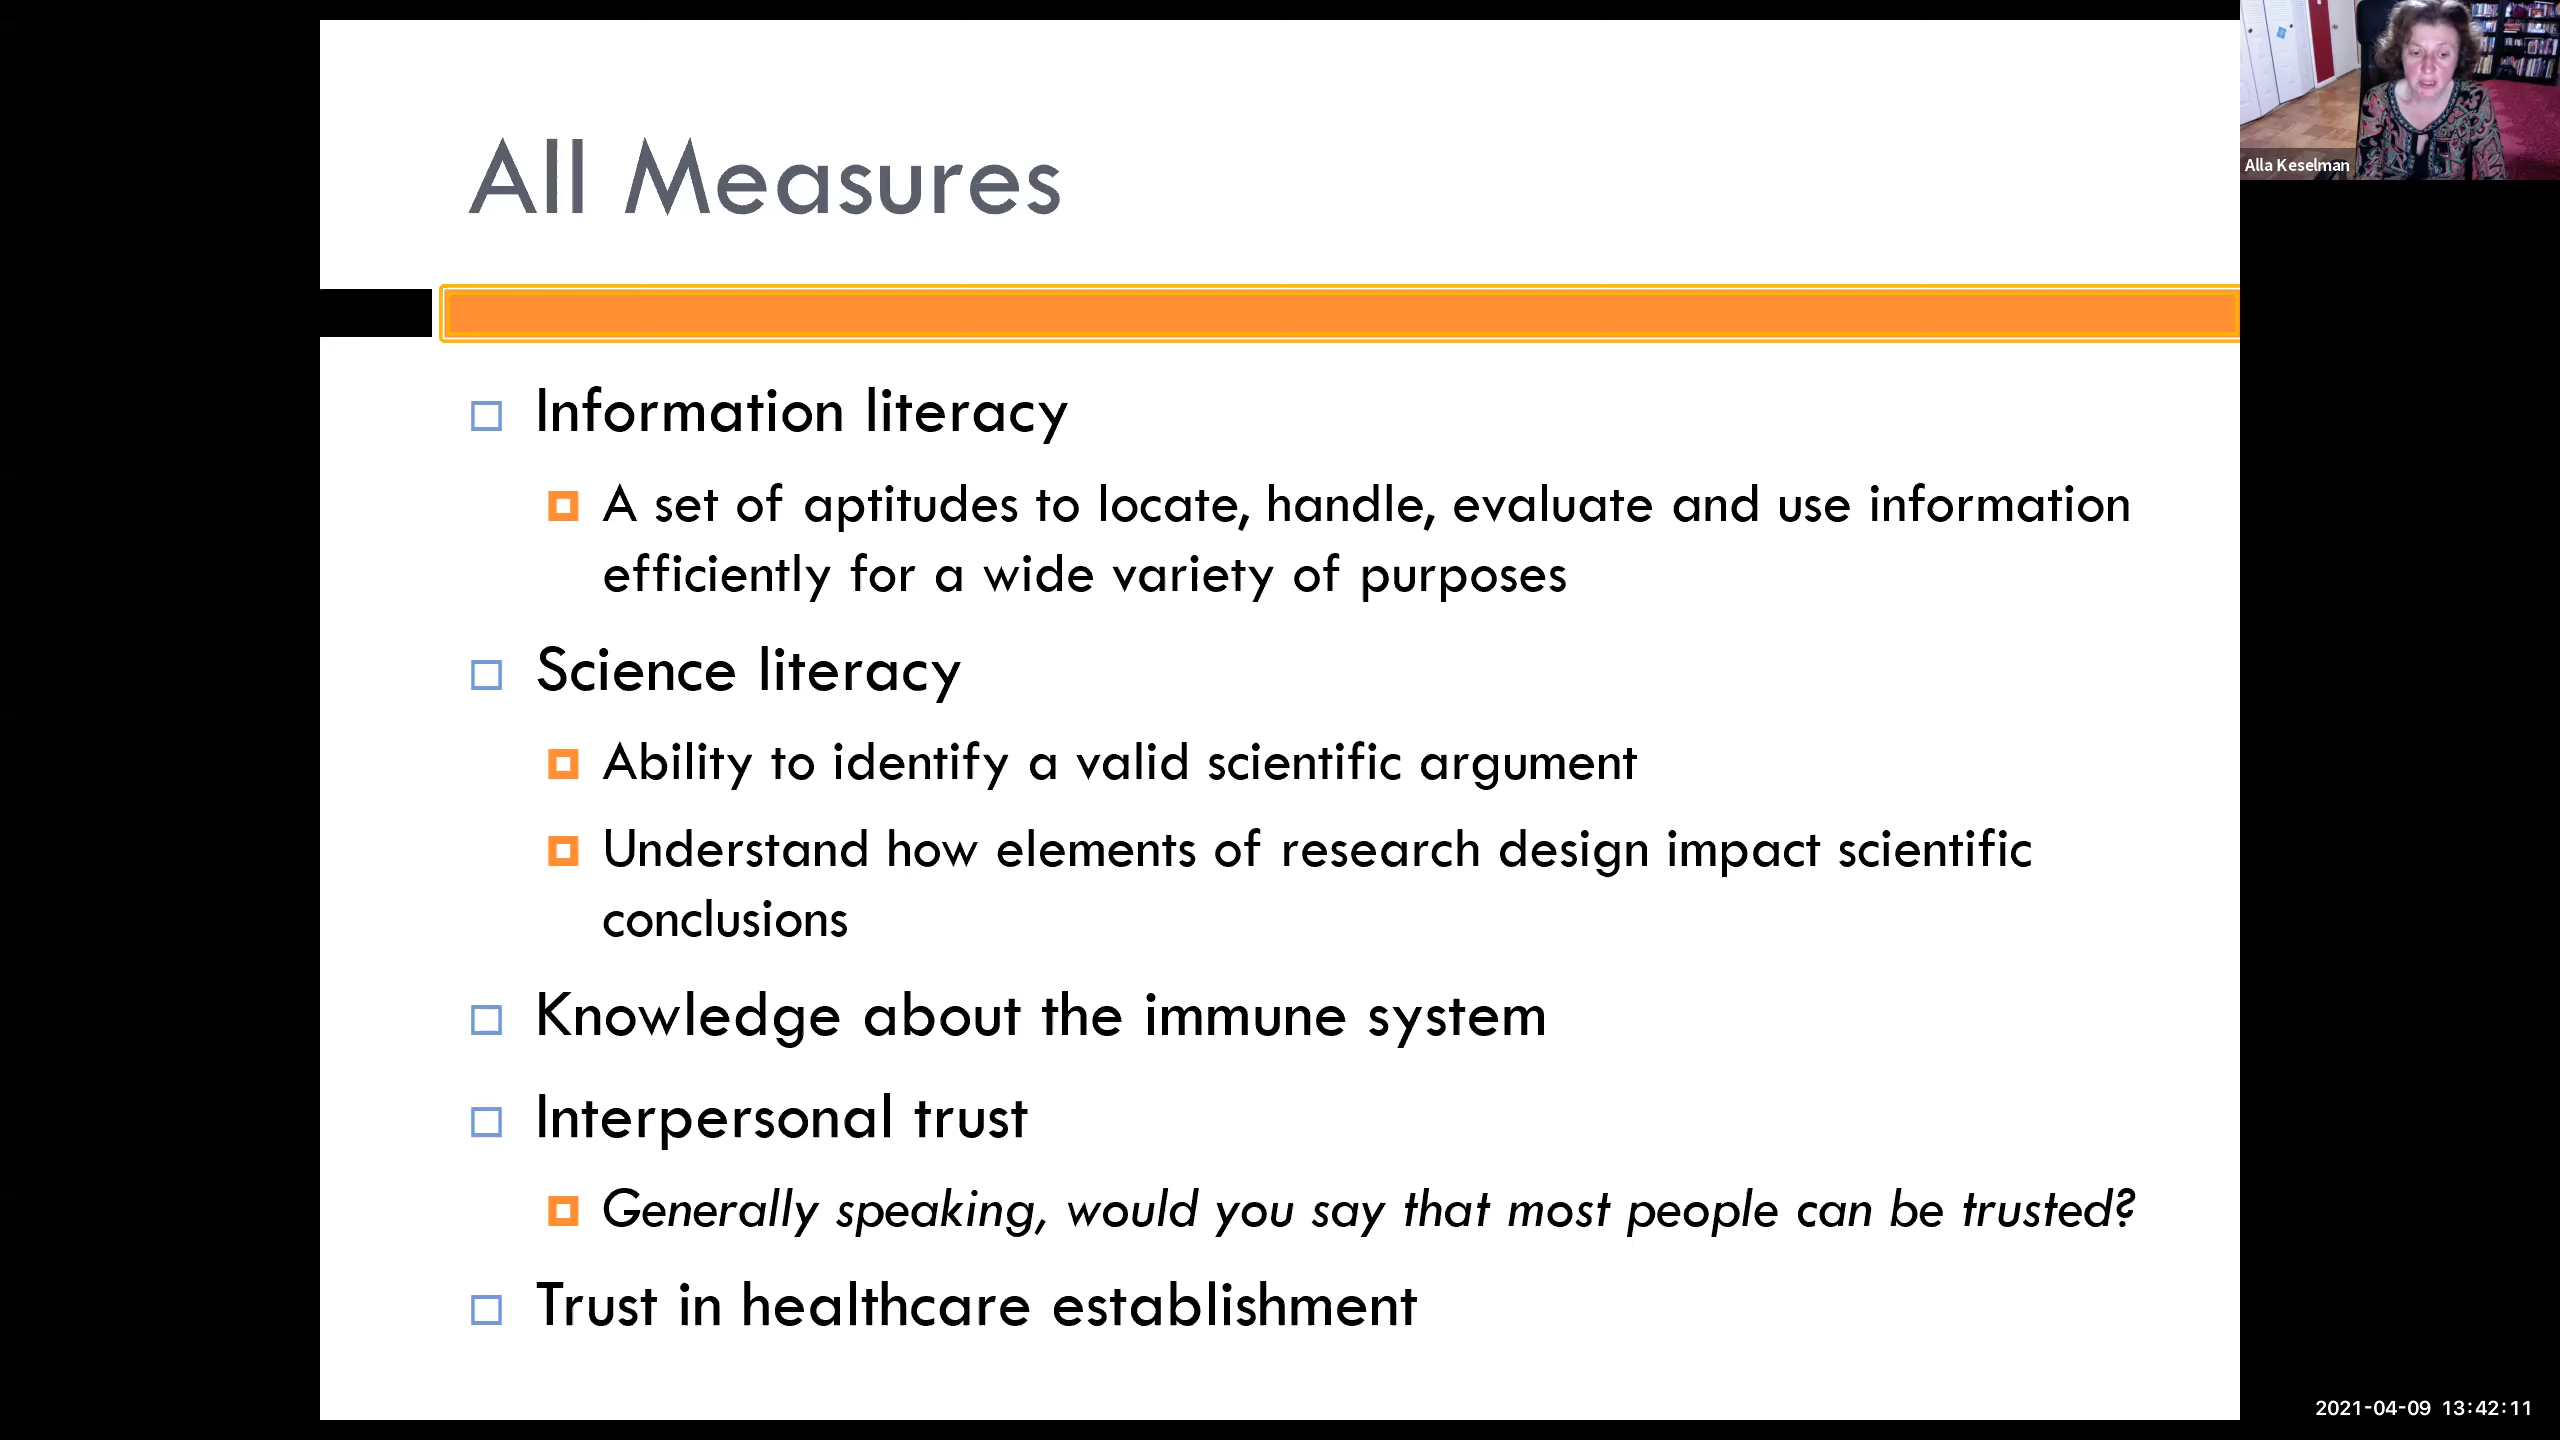 All Measures
Alla Keselman
Information literacy
A set of aptitudes to locate, handle, evaluate and use information
efficiently for a wide variety of purposes
Science literacy
Ability to identify a valid scientific argument
Understand how elements of research design impact scientific
conclusions
Knowledge about the immune system
Interpersonal trust
Generally speaking, would you say that most people can be trusted?
Trust in healthcare establishment
2021-04-09 13:42:11